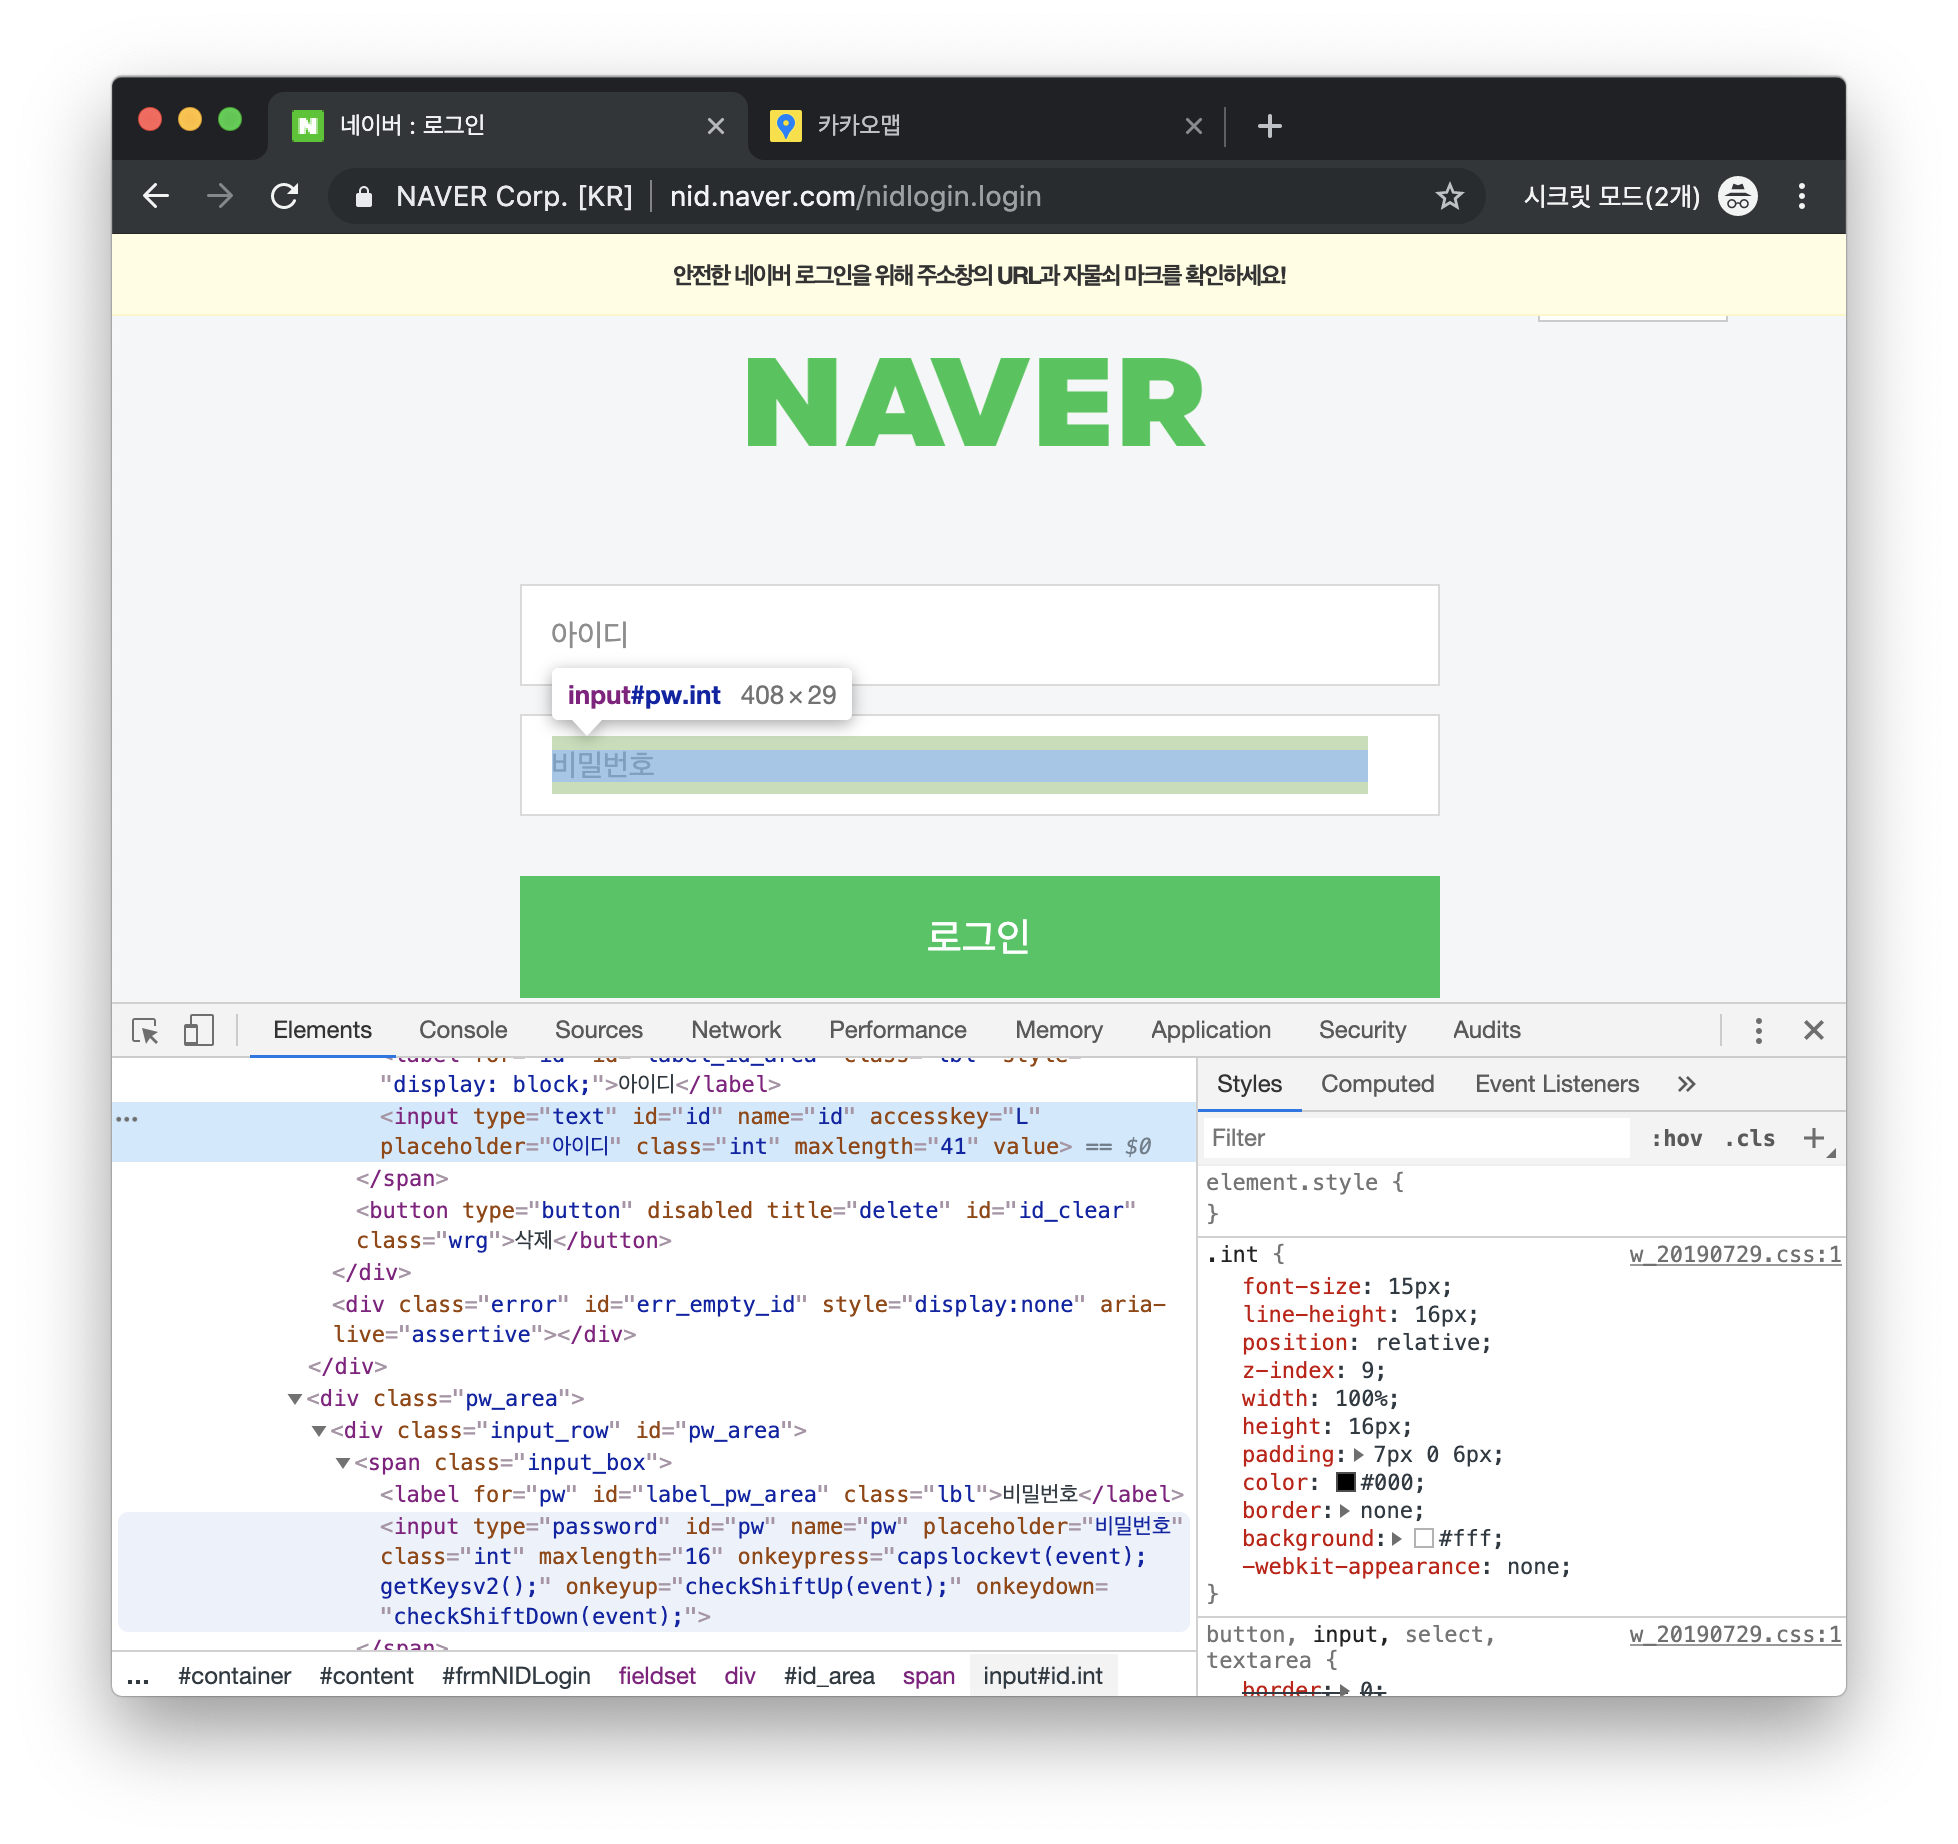 네이버 : 로그인
카카오맵
NAVER Corp. [KR] | nid.naver.com/nidlogin.login
시크릿 모드(2개)
안전한 네이버 로그인을 위해 주소창의 URL과 자물쇠 마크를 확인하세요!
NAVER
아이디
input#pw.int 408 × 29
비밀번호
로그인
Elements Console Sources Network Performance Memory Application Security Audits
<label for="id" id="label_id_area" class="lbl" style=
"display: block;">아이디</label>
<input type="text" id="id" name="id" accesskey="L"
placeholder="아이디" class="int" maxlength="41" value> == $0
</span>
<button type="button" disabled title="delete" id="id_clear"
class="wrg">삭제</button>
</div>
<div class="error" id="err_empty_id" style="display:none" aria-
live="assertive"></div>
</div>
<div class="pw_area">
<div class="input_row" id="pw_area">
<span class="input_box">
<label for="pw" id="label_pw_area" class="lbl">비밀번호</label>
<input type="password" id="pw" name="pw" placeholder="비밀번호"
class="int" maxlength="16" onkeypress="capslockevt(event);
getKeysv2();" onkeyup="checkShiftUp(event);" onkeydown=
"checkShiftDown(event);">
</span>
... #container #content #frmNIDLogin fieldset div #id_area span input#id.int
Styles Computed Event Listeners »
Filter :hov .cls +
element.style {
}
.int { w_20190729.css:1
font-size: 15px;
line-height: 16px;
position: relative;
z-index: 9;
width: 100%;
height: 16px;
padding: 7px 0 6px;
color: #000;
border: none;
background: #fff;
-webkit-appearance: none;
}
button, input, select, w_20190729.css:1
textarea {
border: 0;